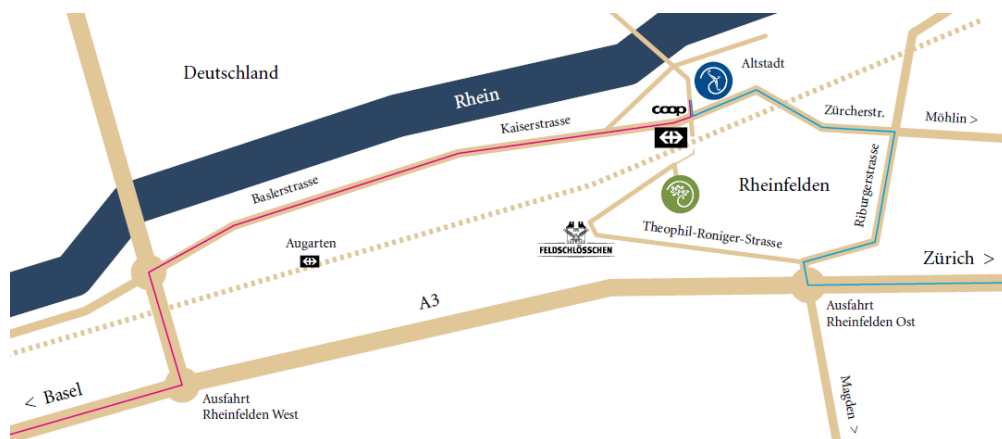 Deutschland
Rhein
Altstadt
coop
Kaiserstrasse
Zürcherstr.
Möhlin >
Baslerstrasse
Rheinfelden
Riburgerstrasse
Theophil-Roniger-Strasse
Augarten
FELDSCHLÖSSCHEN
Zürich >
A3
Ausfahrt
Rheinfelden Ost
< Basel
Ausfahrt
Rheinfelden West
Magden >